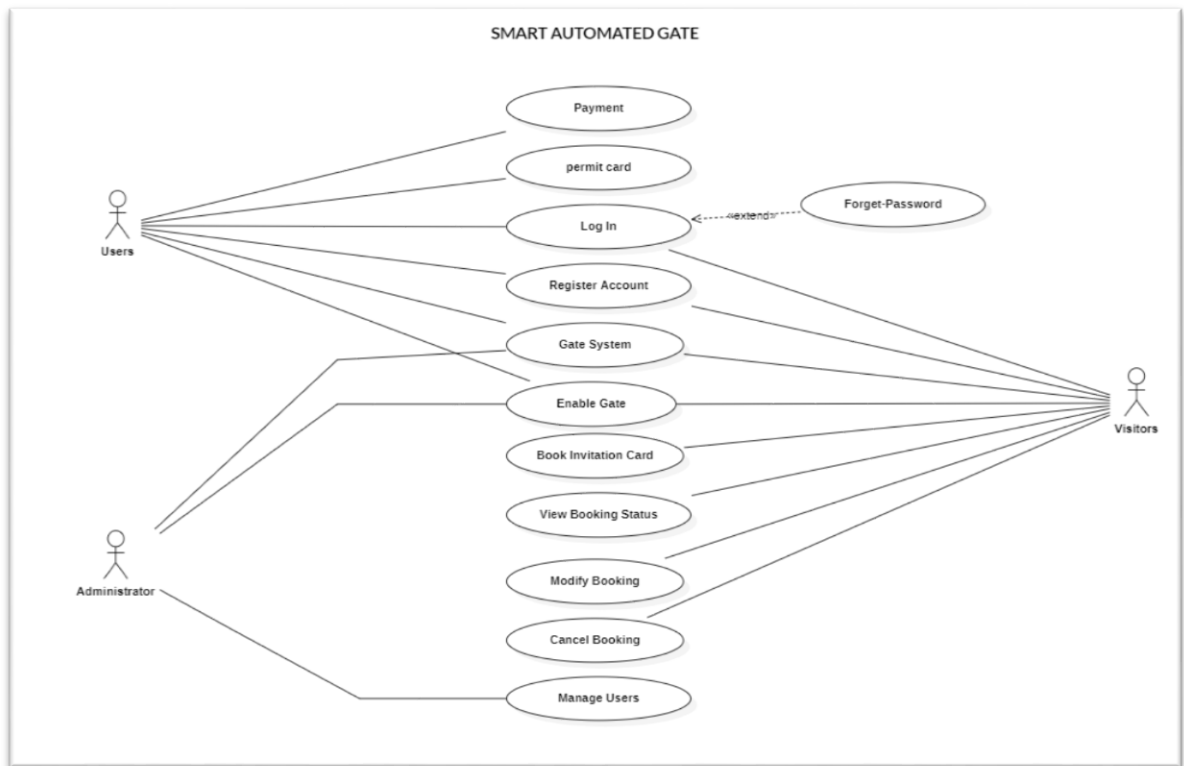 SMART AUTOMATED GATE
Payment
permit card
Log In
«extend»
Forget-Password
Users
Register Account
Gate System
Enable Gate
Visitors
Book Invitation Card
View Booking Status
Administrator
Modify Booking
Cancel Booking
Manage Users